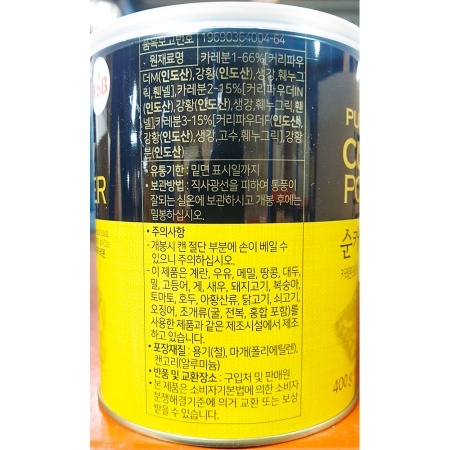 품목보고번호 19680364004-64
• 원재료명 카레분1-66%[커리파우
더M(인도산), 강황(인도산),생강,훼누그
릭,휀넬],카레분2-15%[커리파우더IN
(인도산), 강황(인도산),생강,훼누그릭,휀
넬]카레분3-15%[커리파우더F(인도산),
강황(인도산),생강,고수,훼누그릭],강황
분(인도산)
• 유통기한 : 밑면 표시일까지
• 보관방법 : 직사광선을 피하여 통풍이
잘되는 실온에 보관하시고 개봉 후에는
밀봉하십시오.
• 주의사항
- 개봉시 캔 절단 부분에 손이 베일 수
있으니 주의하십시오.
- 이 제품은 계란, 우유, 메밀, 땅콩, 대두,
밀, 고등어, 게, 새우, 돼지고기, 복숭아,
토마토, 호두, 아황산류, 닭고기, 쇠고기,
오징어, 조개류(굴, 전복, 홍합 포함)를
사용한 제품과 같은 제조시설에서 제조
하고 있습니다.
• 포장재질 : 용기(철), 마개(폴리에틸렌),
캔고리(알루미늄)
• 반품 및 교환장소 : 구입처 및 판매원
• 본 제품은 소비자기본법에 의한 소비자
분쟁해결기준에 의거 교환 또는 보상
받을 수 있습니다.
PU
C
PO
순카
400g
ER